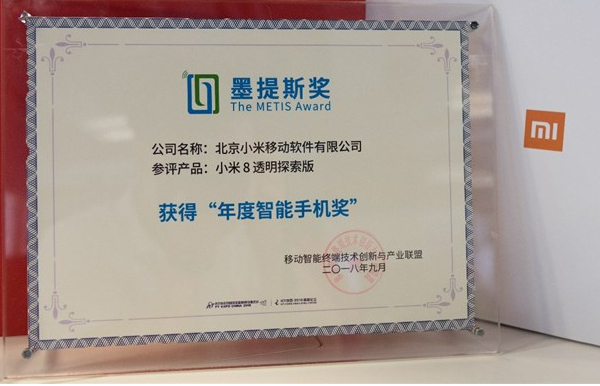 墨提斯奖
The METIS Award
公司名称：北京小米移动软件有限公司
参评产品：小米 8 透明探索版
获得“年度智能手机奖”
移动智能终端技术创新与产业联盟
二〇一八年九月
mi